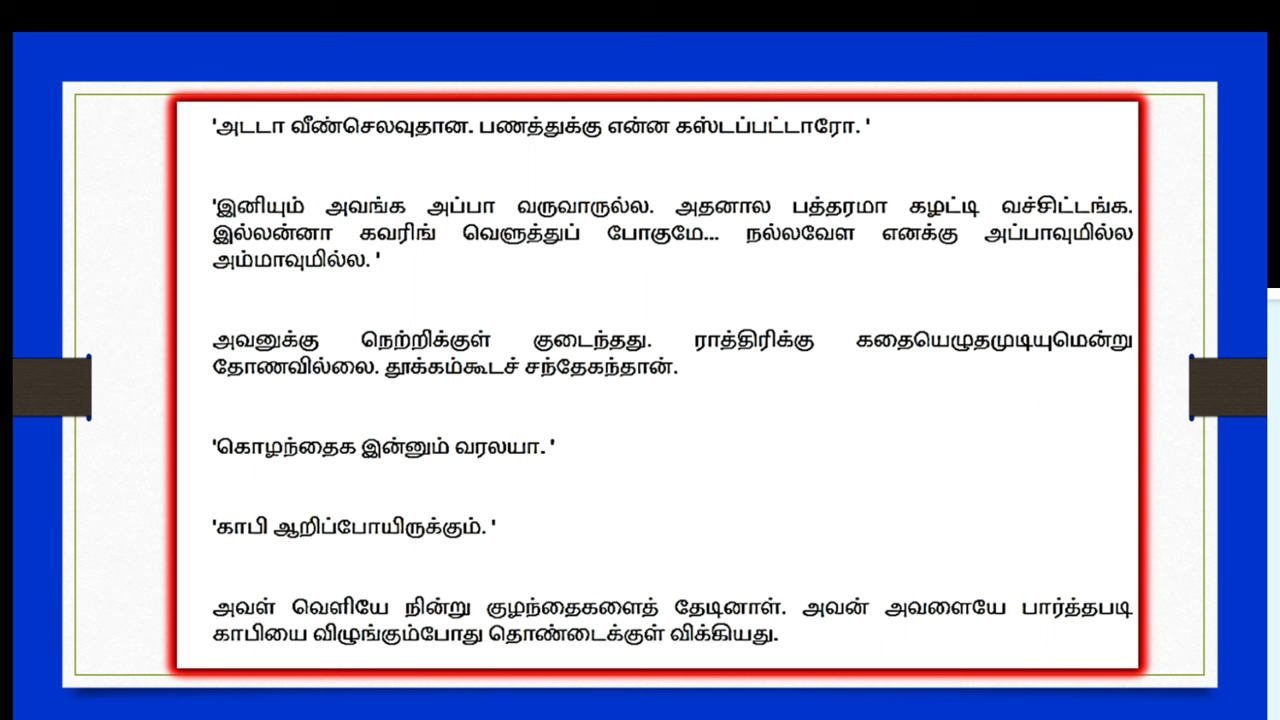 'அடடா வீண்செலவுதான. பணத்துக்கு என்ன கஸ்டப்பட்டாரோ. '
'இனியும் அவங்க அப்பா வருவாருல்ல. அதனால பத்தரமா கழட்டி வச்சிட்டங்க.
இல்லன்னா கவரிங் வெளுத்துப் போகுமே... நல்லவேள எனக்கு அப்பாவுமில்ல
அம்மாவுமில்ல. '
அவனுக்கு நெற்றிக்குள் குடைந்தது. ராத்திரிக்கு கதையெழுதமுடியுமென்று
தோணவில்லை. தூக்கம்கூடச் சந்தேகந்தான்.
'கொழந்தைக இன்னும் வரலயா. '
'காபி ஆறிப்போயிருக்கும். '
அவள் வெளியே நின்று குழந்தைகளைத் தேடினாள். அவன் அவளையே பார்த்தபடி
காபியை விழுங்கும்போது தொண்டைக்குள் விக்கியது.